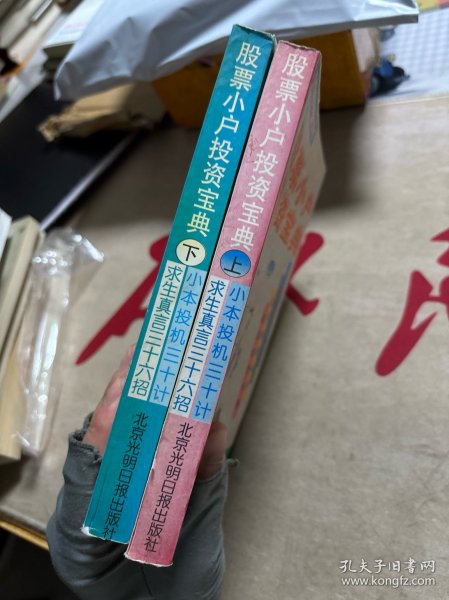 股票小户投资宝典
下
小本投机三十计
求生真言三十六招
北京光明日报出版社
股票小户投资宝典
上
小本投机三十计
求生真言三十六招
北京光明日报出版社
孔夫子旧书网
www.kongfz.com